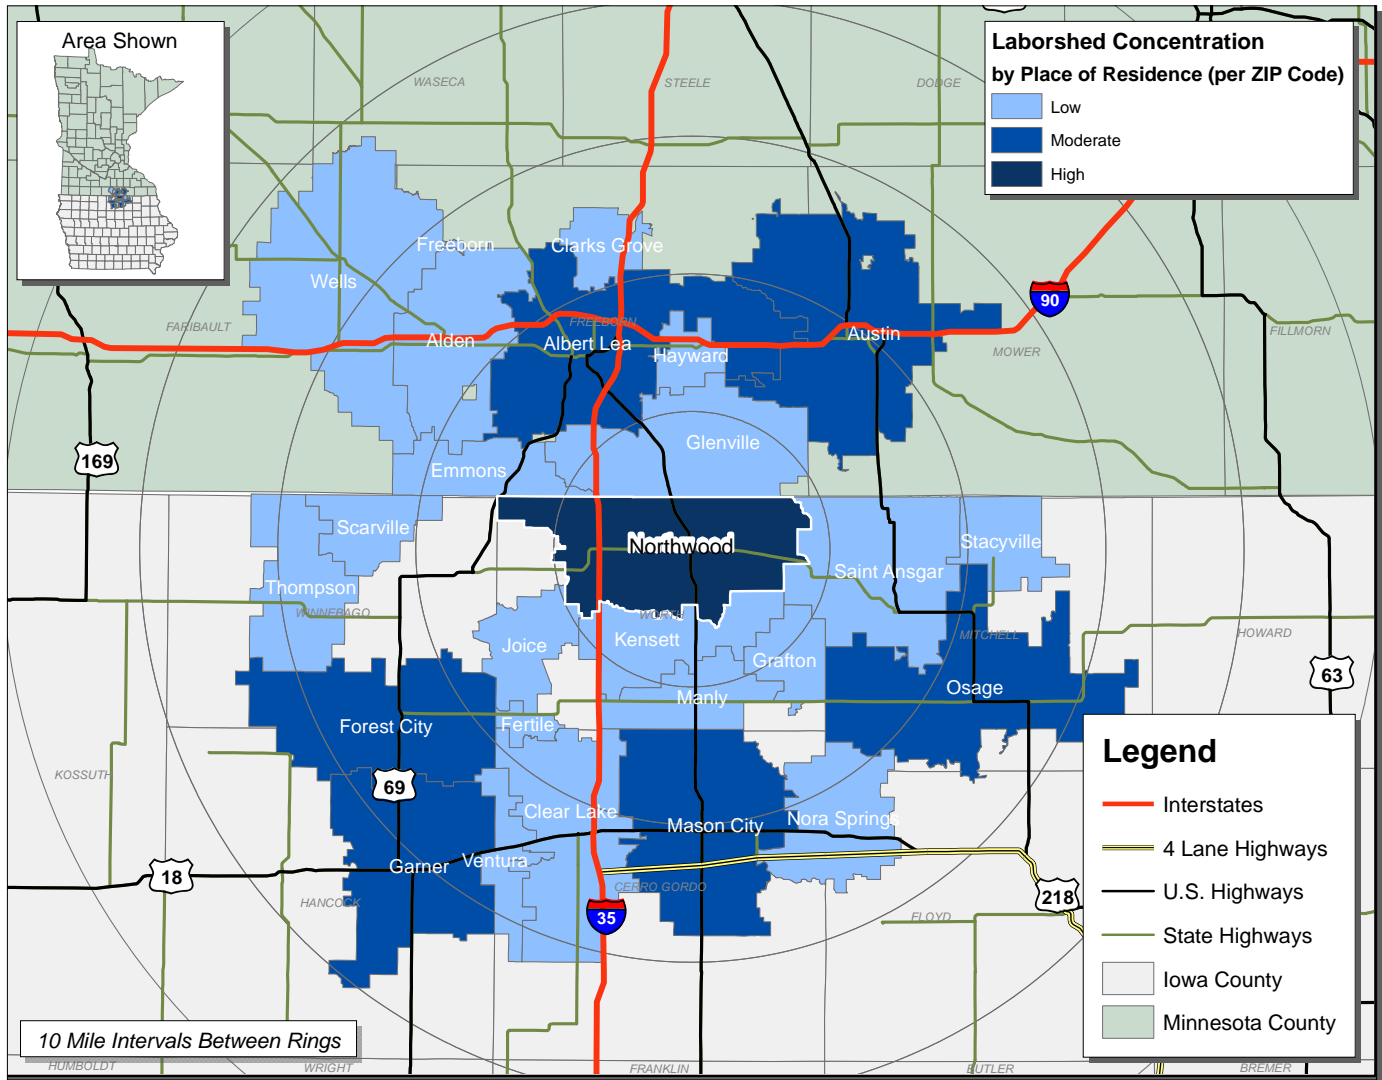 Area Shown
Laborshed Concentration
by Place of Residence (per ZIP Code)
Low
Moderate
High
WASECA
STEELE
DODGE
Freeborn
Clarks Grove
Wells
90
FARIBAULT
FREEBORN
FILLMORN
Alden
Albert Lea
Hayward
Austin
MOWER
Glenville
169
Emmons
Scarville
Northwood
Stacyville
Saint Ansgar
Thompson
WINNEBAGO
WORTH
Joice
Kensett
MITCHELL
HOWARD
Grafton
63
Manly
Osage
Forest City
Fertile
KOSSUTH
69
Clear Lake
Mason City
Nora Springs
Garner
Ventura
18
CERRO GORDO
HANCOCK
35
FLOYD
218
Legend
Interstates
4 Lane Highways
U.S. Highways
State Highways
Iowa County
Minnesota County
10 Mile Intervals Between Rings
HUMBOLDT
WRIGHT
FRANKLIN
BUTLER
BREMER